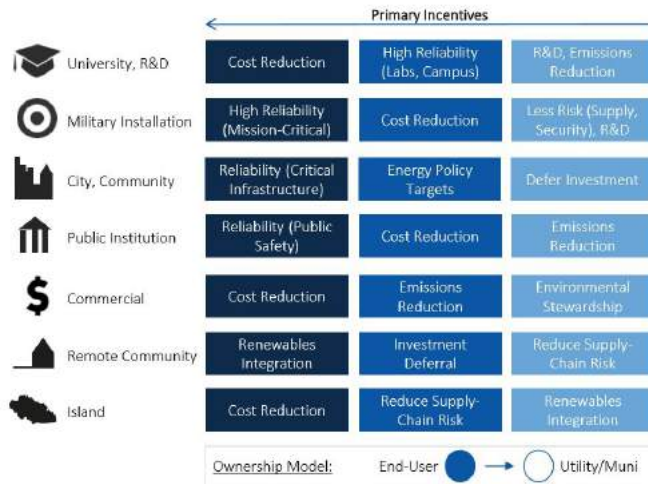 Primary Incentives
University, R&D
Cost Reduction
High Reliability
(Labs, Campus)
R&D, Emissions
Reduction
Military Installation
High Reliability
(Mission-Critical)
Cost Reduction
Less Risk (Supply,
Security), R&D
City, Community
Reliability (Critical
Infrastructure)
Energy Policy
Targets
Defer Investment
Public Institution
Reliability (Public
Safety)
Cost Reduction
Emissions
Reduction
$
Commercial
Cost Reduction
Emissions
Reduction
Environmental
Stewardship
Remote Community
Renewables
Integration
Investment
Deferral
Reduce Supply-
Chain Risk
Island
Cost Reduction
Reduce Supply-
Chain Risk
Renewables
Integration
Ownership Model: End-User Utility/Muni